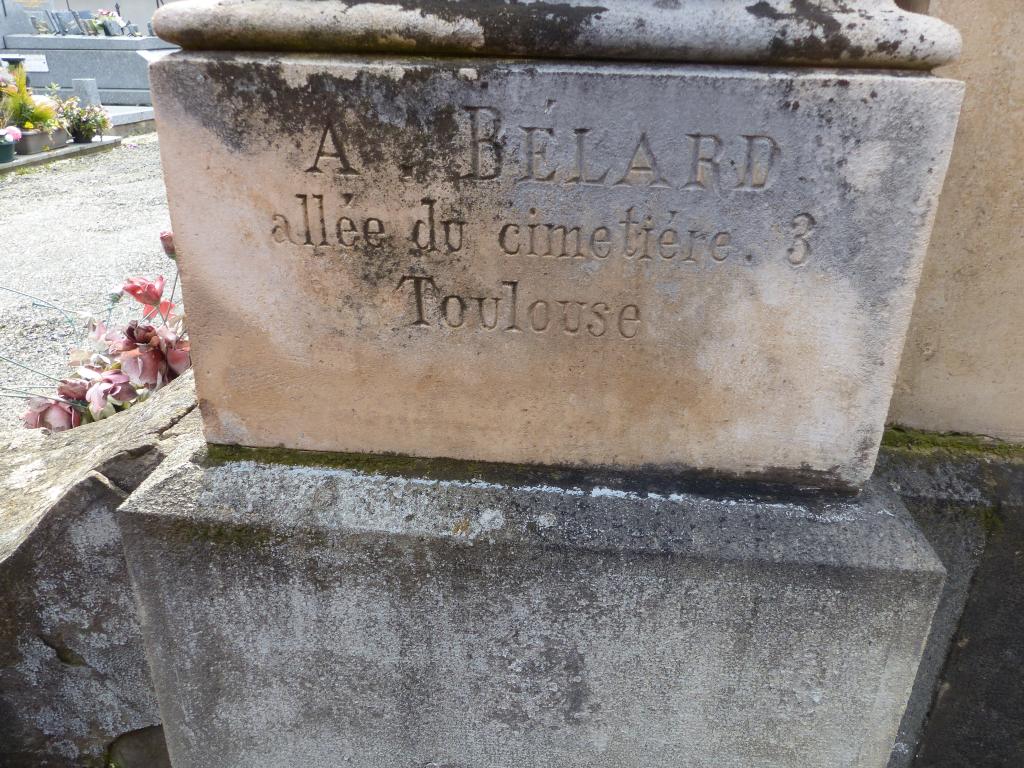 A. BÉLARD
allée du cimetiére. 3
Toulouse